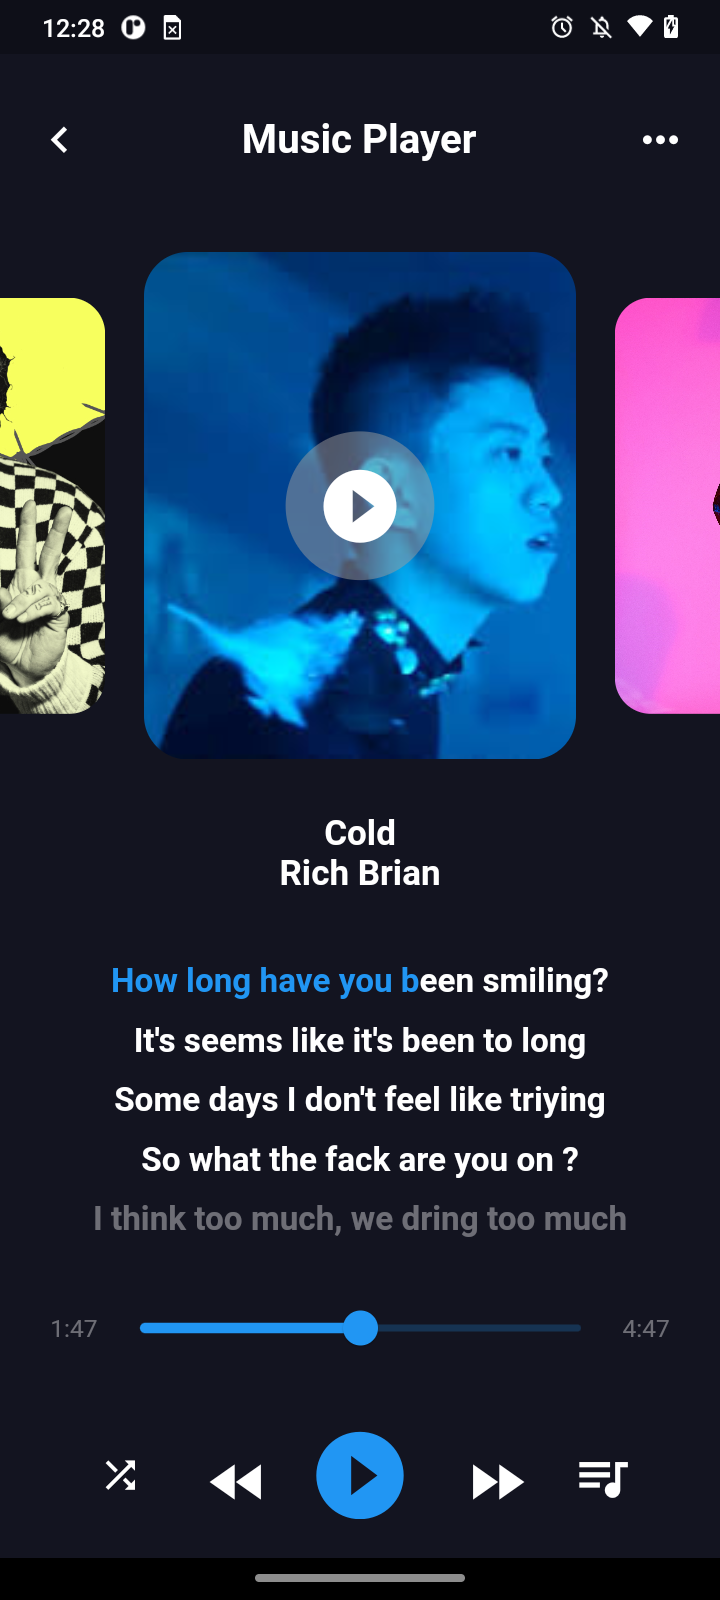 12:28
Music Player
Cold
Rich Brian
How long have you been smiling?
It's seems like it's been to long
Some days I don't feel like triying
So what the fack are you on ?
I think too much, we dring too much
1:47
4:47